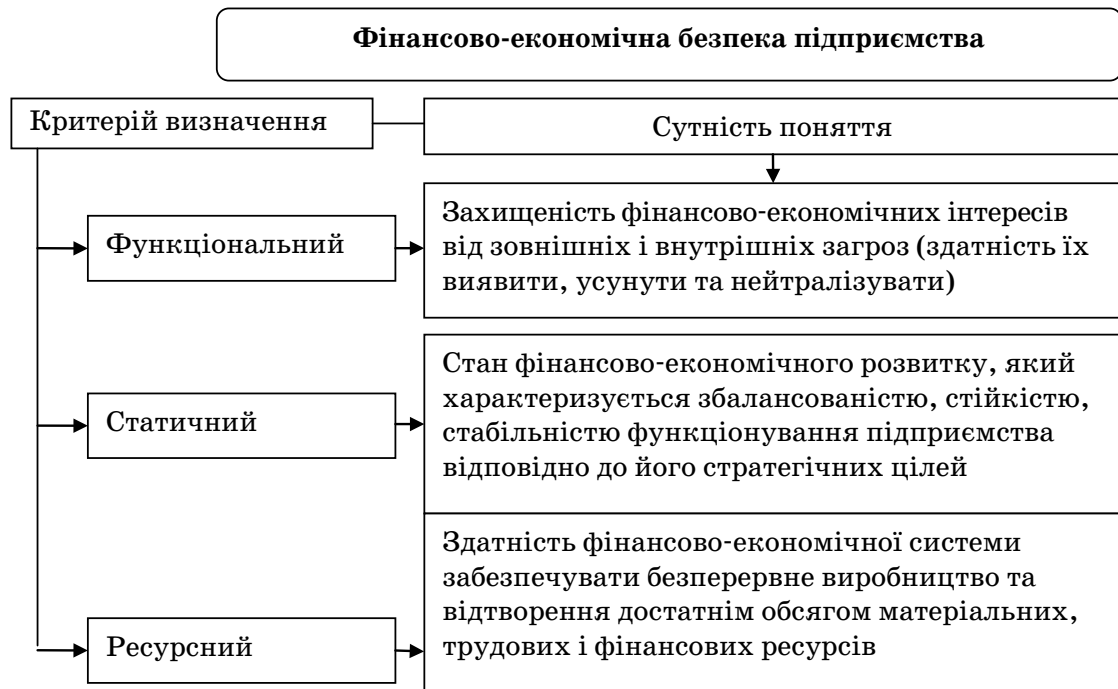 Фінансово-економічна безпека підприємства
Критерій визначення
Сутність поняття
Функціональний
Захищеність фінансово-економічних інтересів
від зовнішніх і внутрішніх загроз (здатність їх
виявити, усунути та нейтралізувати)
Статичний
Стан фінансово-економічного розвитку, який
характеризується збалансованістю, стійкістю,
стабільністю функціонування підприємства
відповідно до його стратегічних цілей
Ресурсний
Здатність фінансово-економічної системи
забезпечувати безперервне виробництво та
відтворення достатнім обсягом матеріальних,
трудових і фінансових ресурсів